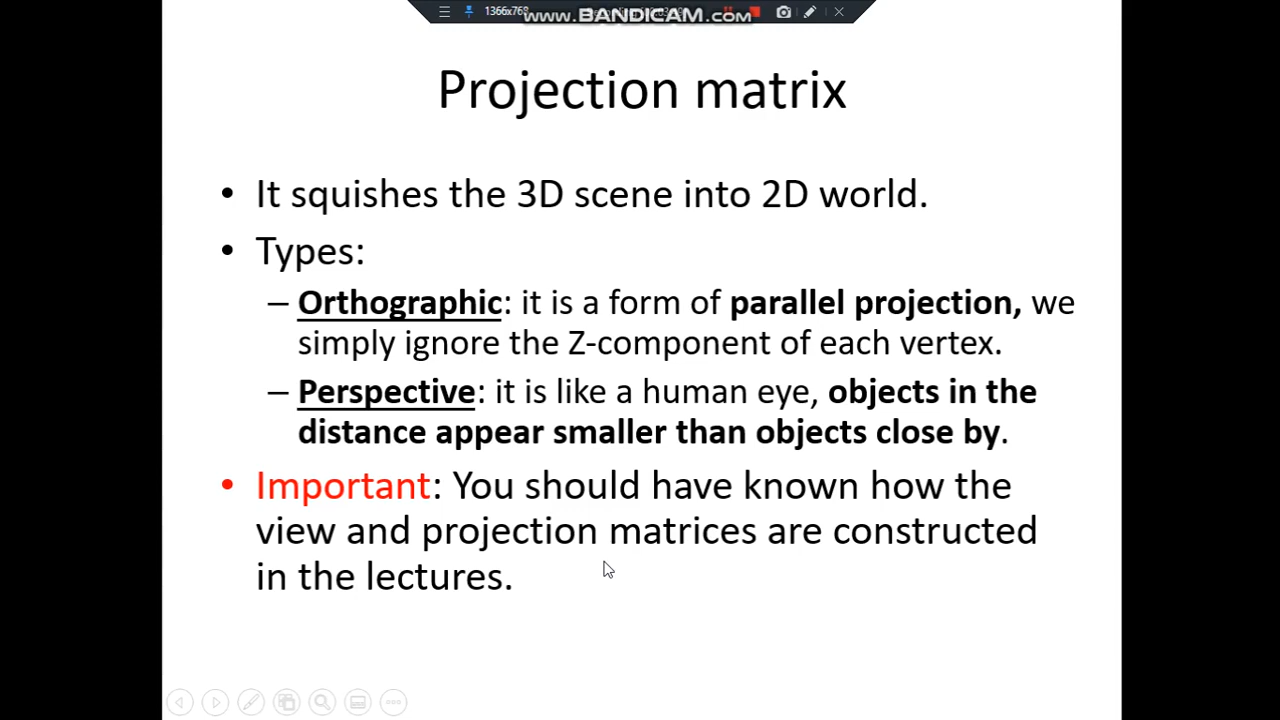 1366x768
www.BANDICAM.com
Projection matrix
• It squishes the 3D scene into 2D world.
• Types:
– Orthographic: it is a form of parallel projection, we
simply ignore the Z-component of each vertex.
– Perspective: it is like a human eye, objects in the
distance appear smaller than objects close by.
• Important: You should have known how the
view and projection matrices are constructed
in the lectures.